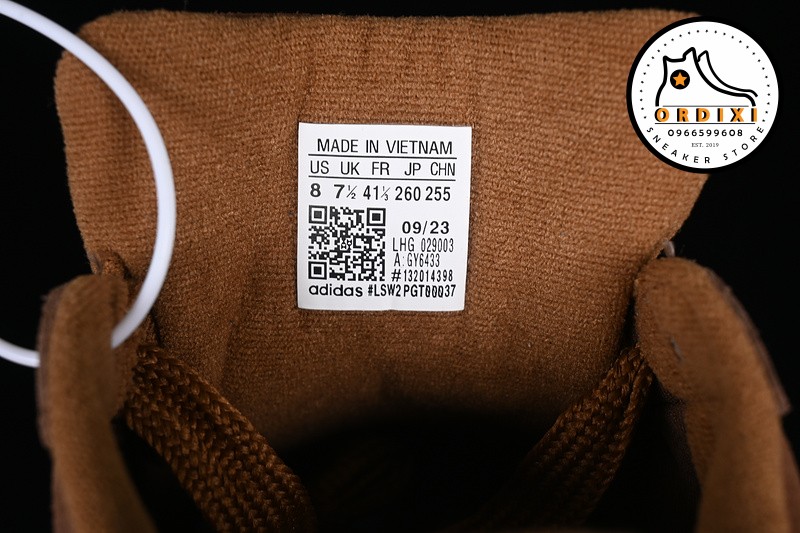 MADE IN VIETNAM
US UK FR JP CHN
8 7½ 41⅓ 260 255
09/23
LHG 029003
A: GY6433
#132014398
adidas #LSW2PGT00037
ORDIXI
0966599608
EST. 2019
SNEAKER STORE